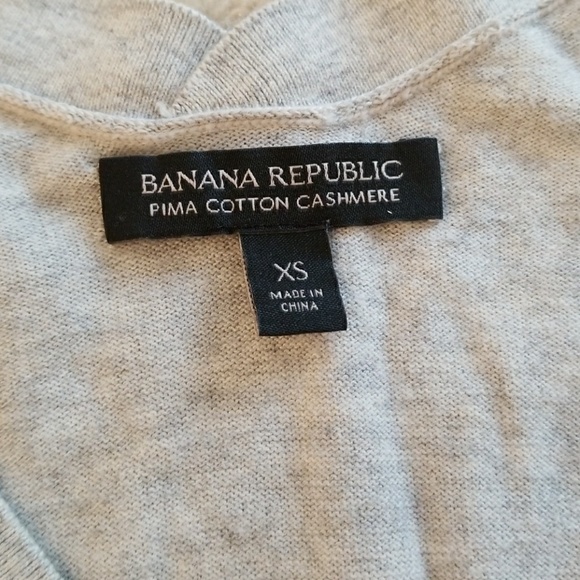 BANANA REPUBLIC
PIMA COTTON CASHMERE
XS
MADE IN
CHINA